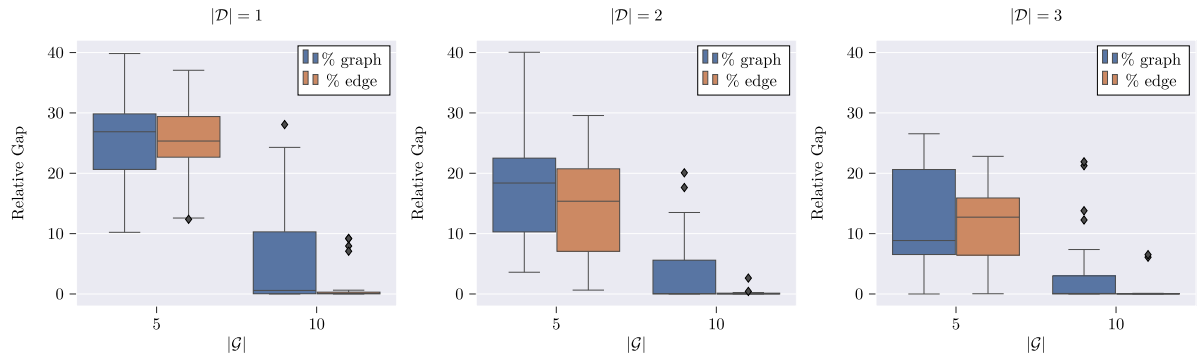 |𝒟| = 1
40
30
20
10
0
Relative Gap
5
10
|𝒢|
% graph
% edge
|𝒟| = 2
40
30
20
10
0
Relative Gap
5
10
|𝒢|
% graph
% edge
|𝒟| = 3
40
30
20
10
0
Relative Gap
5
10
|𝒢|
% graph
% edge